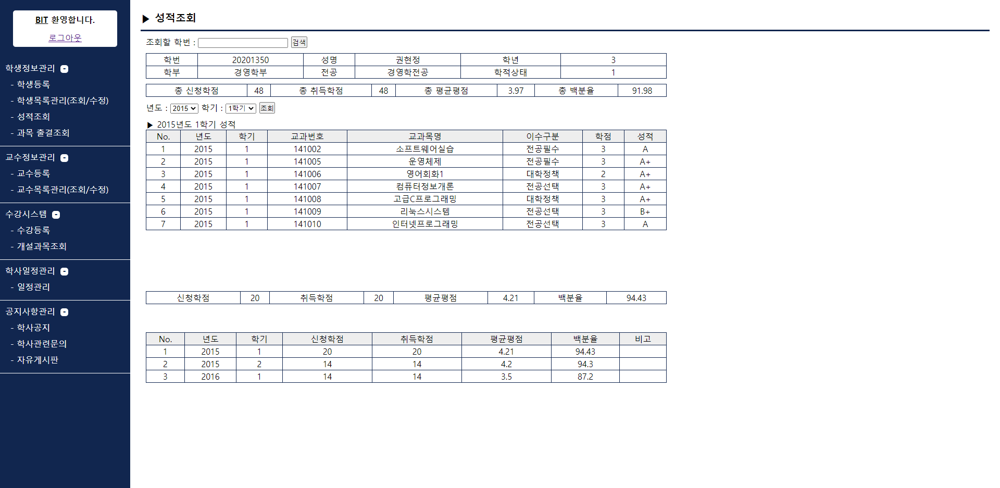 BIT 환영합니다.
로그아웃
학생정보관리 -
- 학생등록
- 학생목록관리(조회/수정)
- 성적조회
- 과목 출결조회
교수정보관리 -
- 교수등록
- 교수목록관리(조회/수정)
수강시스템 -
- 수강등록
- 개설과목조회
학사일정관리 -
- 일정관리
공지사항관리 -
- 학사공지
- 학사관련문의
- 자유게시판
▶ 성적조회
조회할 학번 : 검색
학번 20201350 성명 권현정 학년 3
학부 경영학부 전공 경영학전공 학적상태 1
총 신청학점 48 총 취득학점 48 총 평균평점 3.97 총 백분율 91.98
년도 : 2015 학기 : 1학기 조회
▶ 2015년도 1학기 성적
No. 년도 학기 교과번호 교과목명 이수구분 학점 성적
1 2015 1 141002 소프트웨어실습 전공필수 3 A
2 2015 1 141005 운영체제 전공필수 3 A+
3 2015 1 141006 영어회화1 대학정책 2 A+
4 2015 1 141007 컴퓨터정보개론 전공선택 3 A+
5 2015 1 141008 고급C프로그래밍 대학정책 3 A+
6 2015 1 141009 리눅스시스템 전공선택 3 B+
7 2015 1 141010 인터넷프로그래밍 전공선택 3 A
신청학점 20 취득학점 20 평균평점 4.21 백분율 94.43
No. 년도 학기 신청학점 취득학점 평균평점 백분율 비고
1 2015 1 20 20 4.21 94.43
2 2015 2 14 14 4.2 94.3
3 2016 1 14 14 3.5 87.2